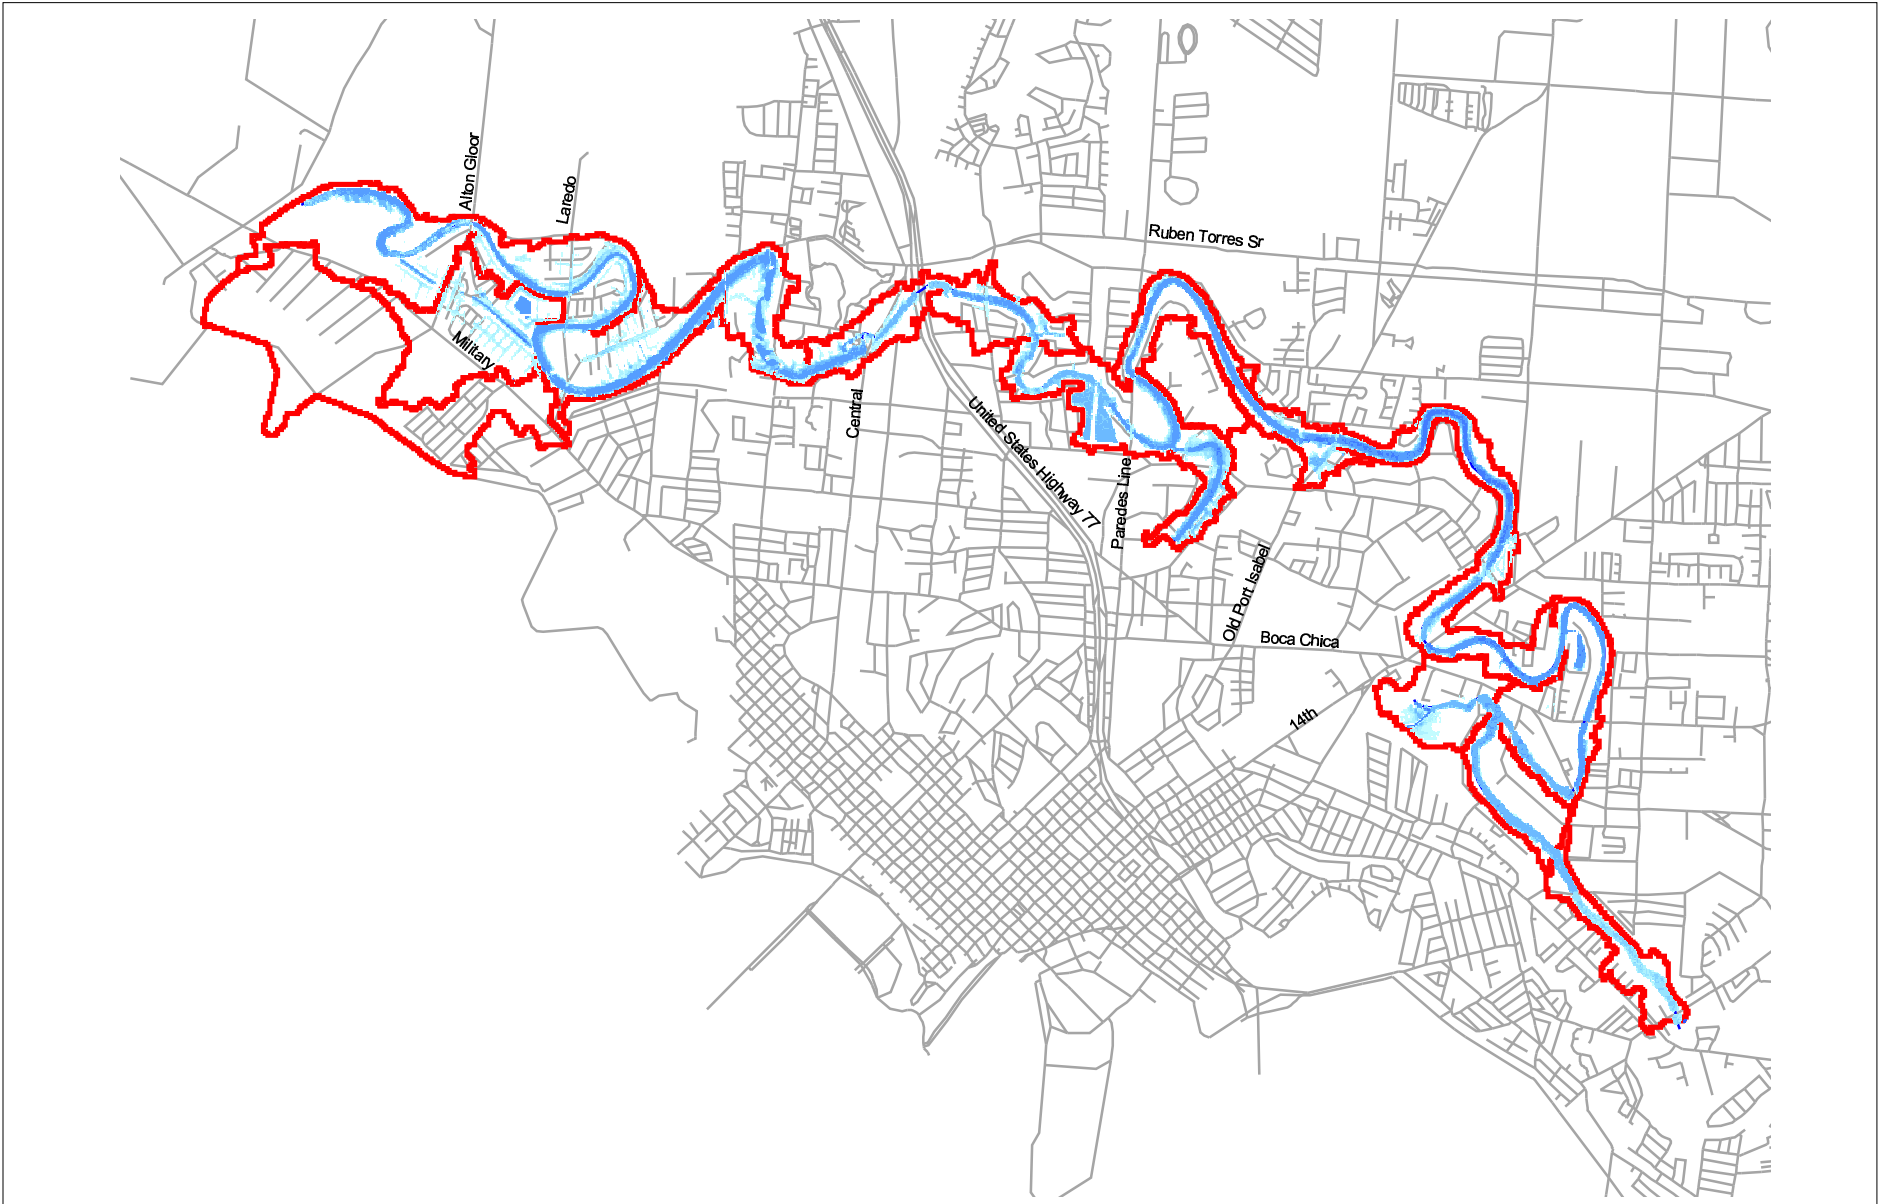 Alton Gloor
Laredo
Ruben Torres Sr
Military
Central
United States Highway 77
Paredes Line
Old Port Isabel
Boca Chica
14th